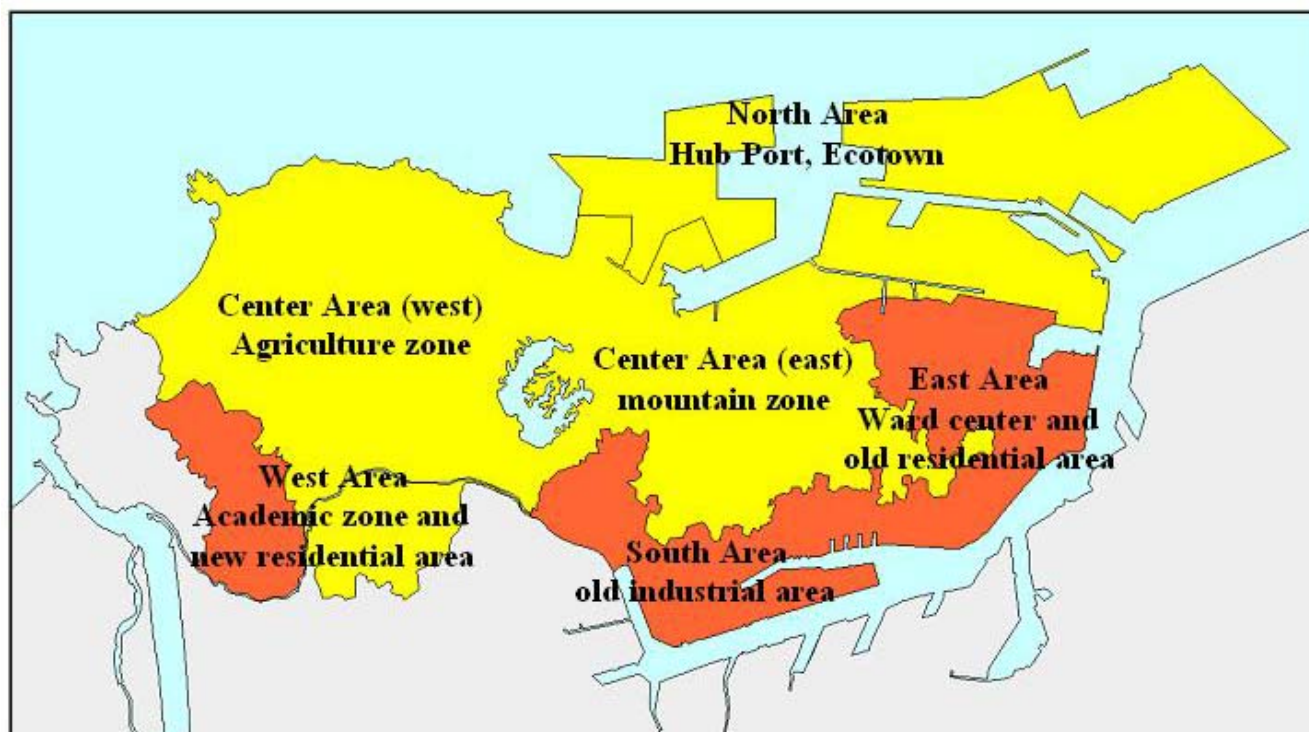 North Area
Hub Port, Ecotown
Center Area (west)
Agriculture zone
Center Area (east)
mountain zone
East Area
Ward center and
old residential area
West Area
Academic zone and
new residential area
South Area
old industrial area